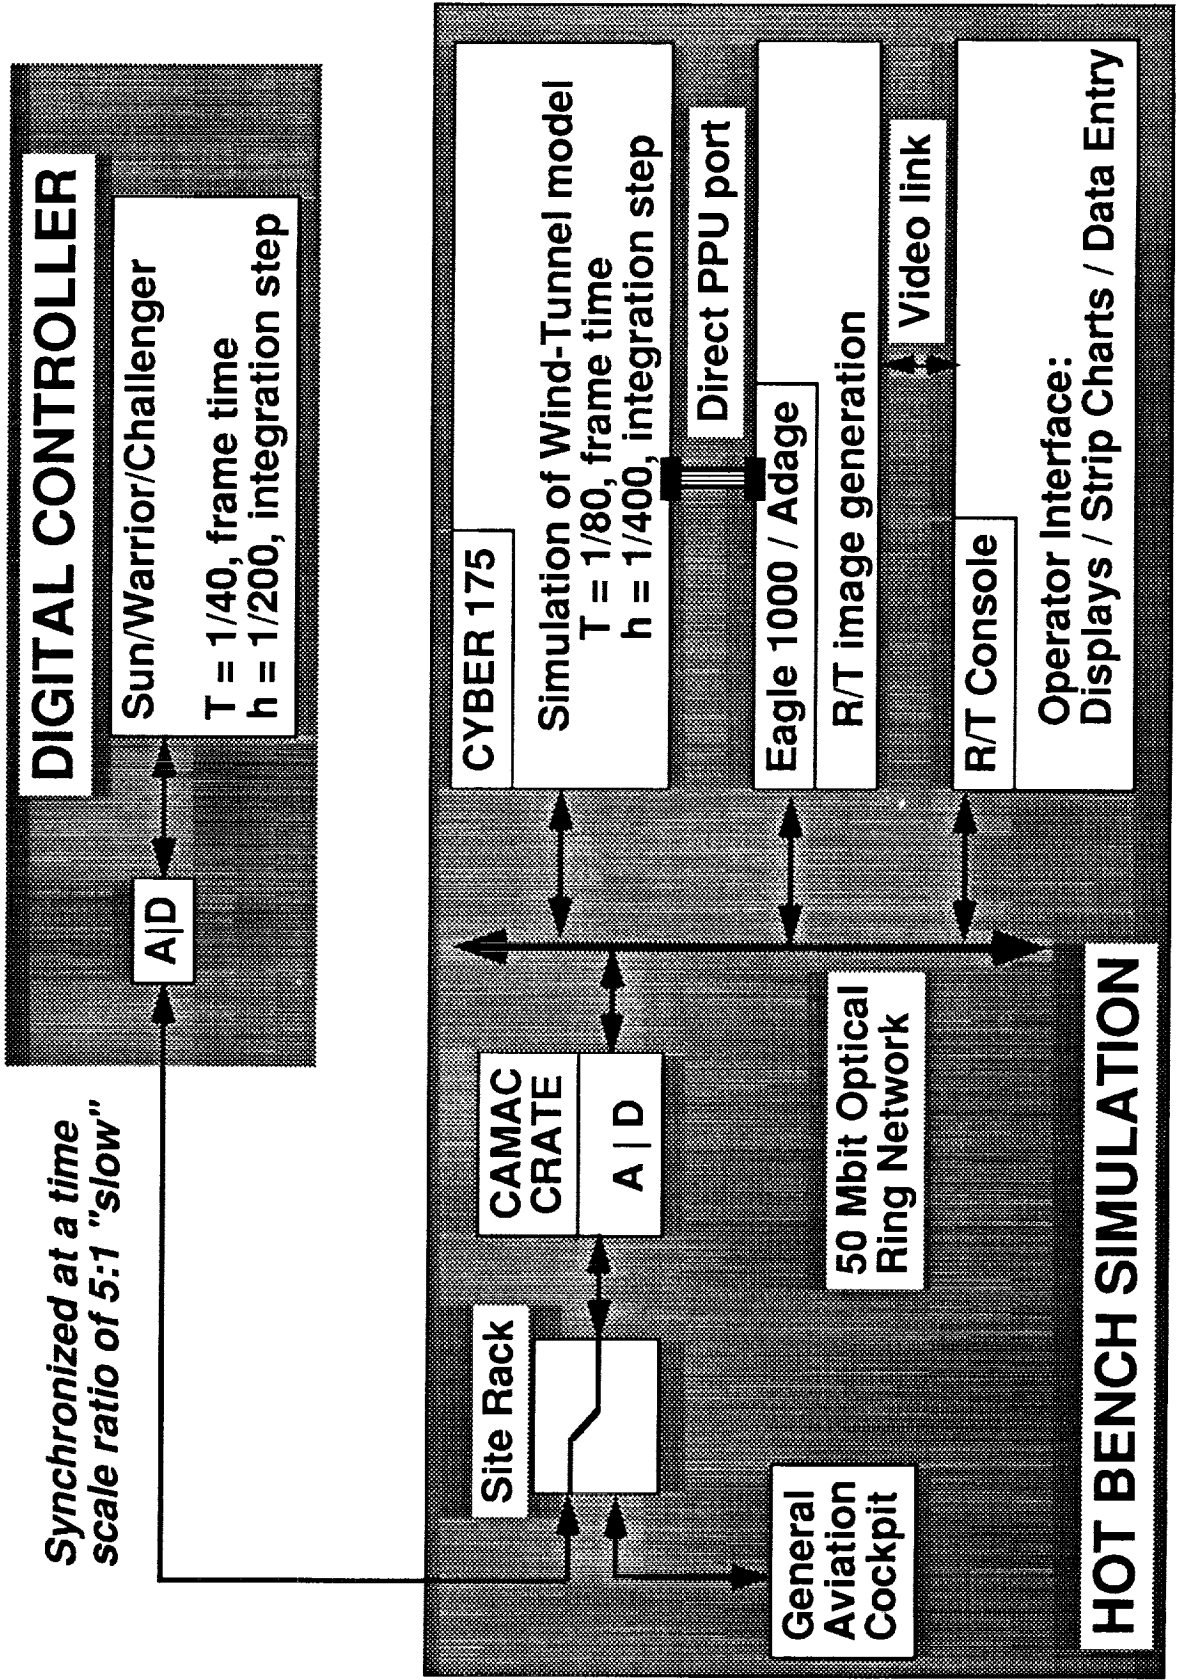 Synchronized at a time
scale ratio of 5:1 "slow"
DIGITAL CONTROLLER
A|D
Sun/Warrior/Challenger
T = 1/40, frame time
h = 1/200, integration step
Site Rack
CAMAC
CRATE
A | D
CYBER 175
Simulation of Wind-Tunnel model
T = 1/80, frame time
h = 1/400, integration step
Direct PPU port
General
Aviation
Cockpit
50 Mbit Optical
Ring Network
Eagle 1000 / Adage
R/T image generation
Video link
R/T Console
Operator Interface:
Displays / Strip Charts / Data Entry
HOT BENCH SIMULATION